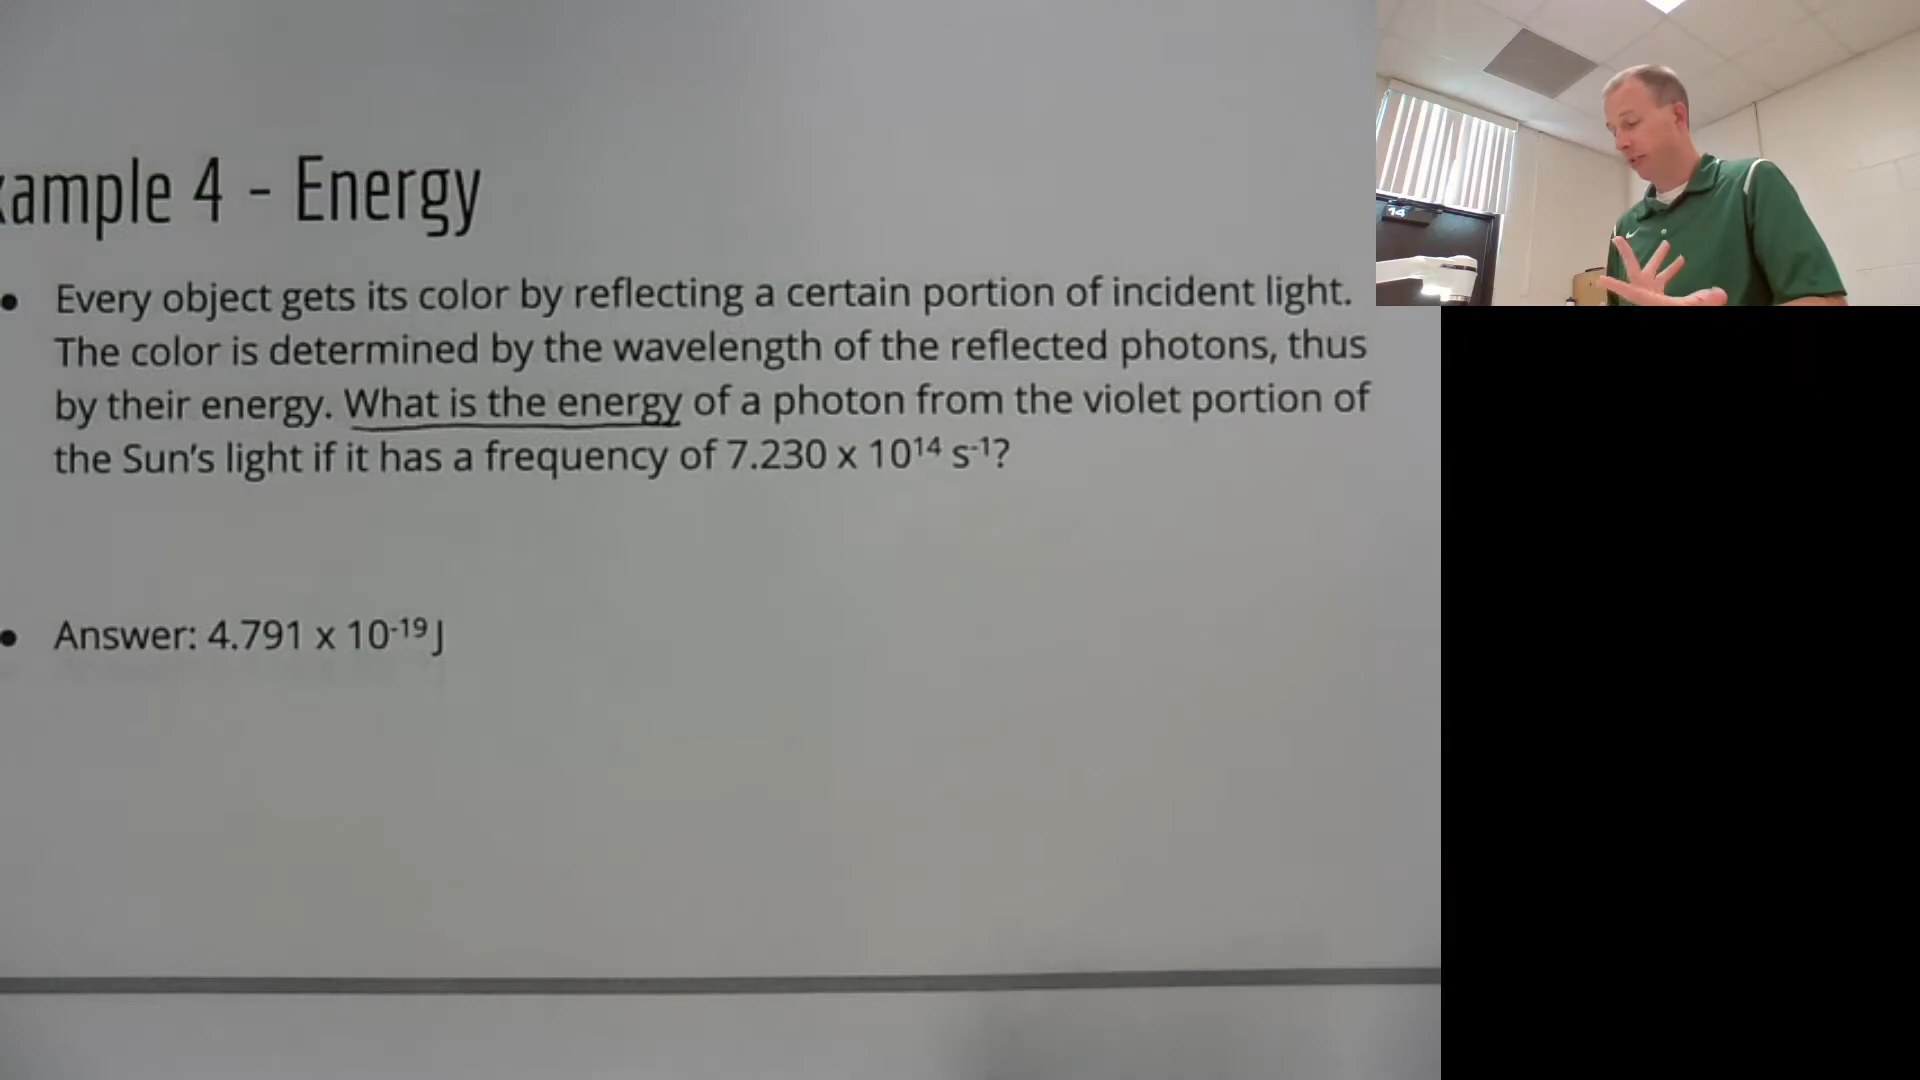 xample 4 - Energy
• Every object gets its color by reflecting a certain portion of incident light.
The color is determined by the wavelength of the reflected photons, thus
by their energy. What is the energy of a photon from the violet portion of
the Sun's light if it has a frequency of 7.230 x 10¹⁴ s⁻¹?
• Answer: 4.791 x 10⁻¹⁹ J
14